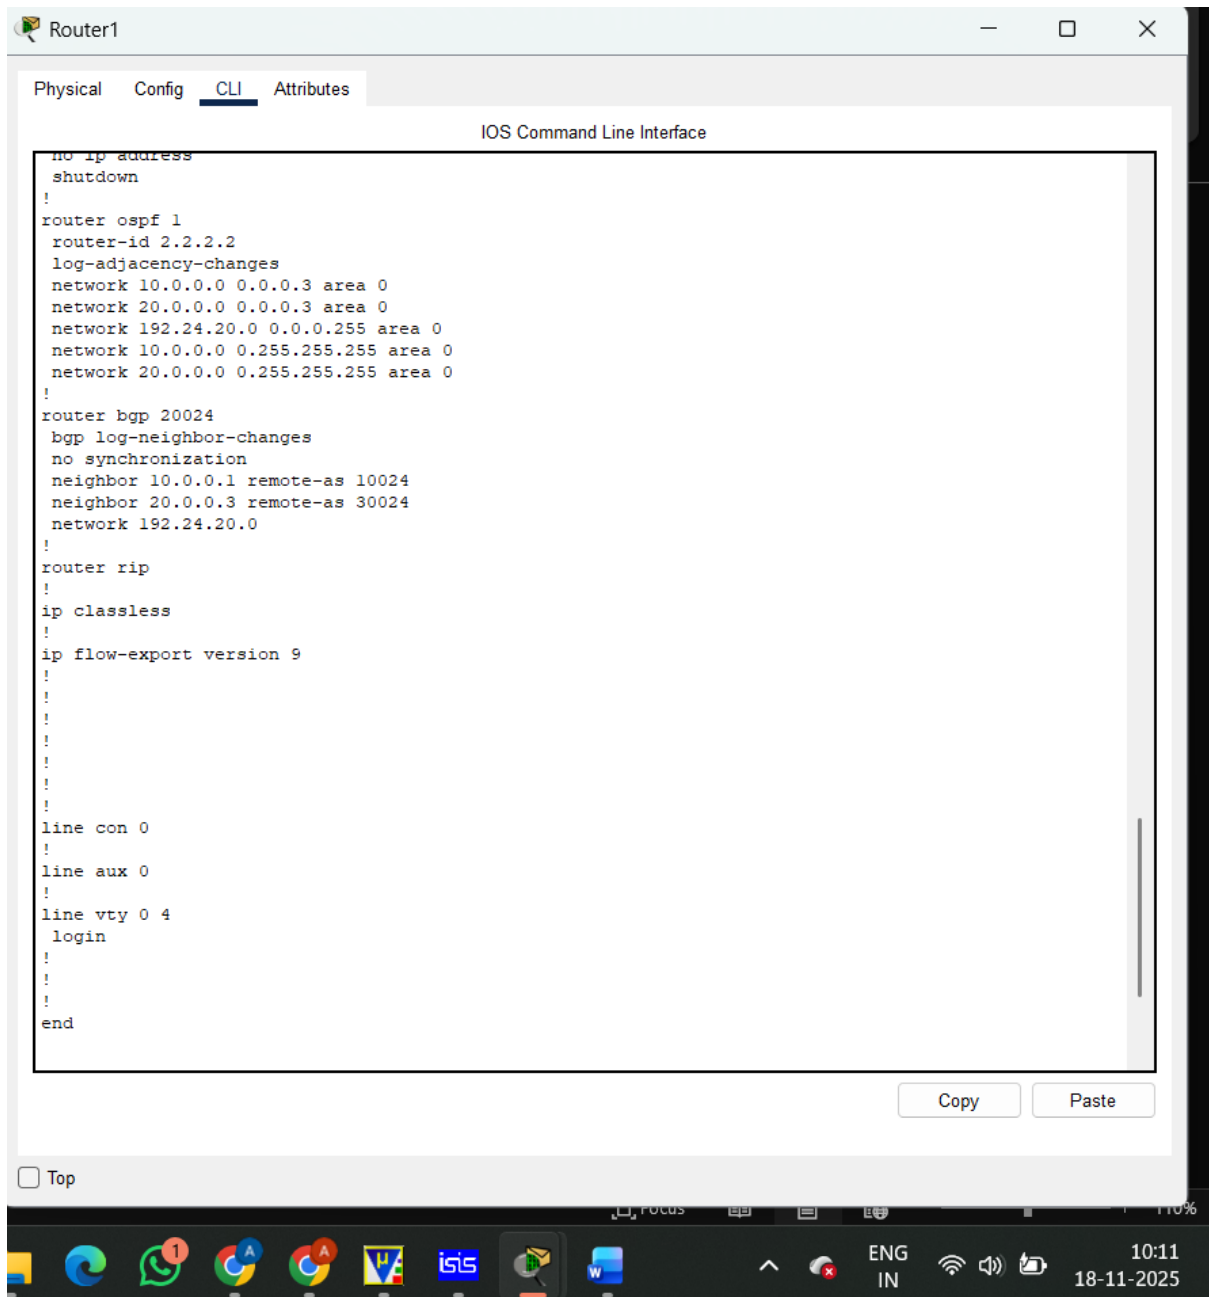 Router1
Physical Config CLI Attributes
IOS Command Line Interface
no ip address
shutdown
!
router ospf 1
router-id 2.2.2.2
log-adjacency-changes
network 10.0.0.0 0.0.0.3 area 0
network 20.0.0.0 0.0.0.3 area 0
network 192.24.20.0 0.0.0.255 area 0
network 10.0.0.0 0.255.255.255 area 0
network 20.0.0.0 0.255.255.255 area 0
!
router bgp 20024
bgp log-neighbor-changes
no synchronization
neighbor 10.0.0.1 remote-as 10024
neighbor 20.0.0.3 remote-as 30024
network 192.24.20.0
!
router rip
!
ip classless
!
ip flow-export version 9
!
!
!
!
!
!
!
line con 0
!
line aux 0
!
line vty 0 4
login
!
!
!
end
Copy Paste
Top
Focus 110%
1 A A isis W
ENG
IN
10:11
18-11-2025